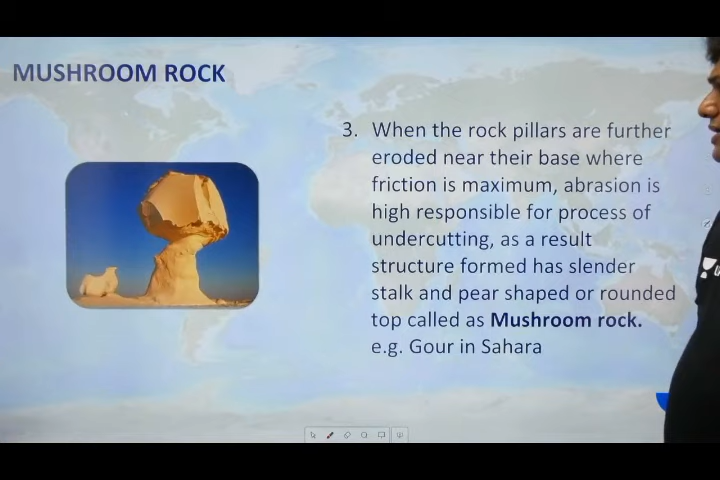 MUSHROOM ROCK
3. When the rock pillars are further
eroded near their base where
friction is maximum, abrasion is
high responsible for process of
undercutting, as a result
structure formed has slender
stalk and pear shaped or rounded
top called as Mushroom rock.
e.g. Gour in Sahara